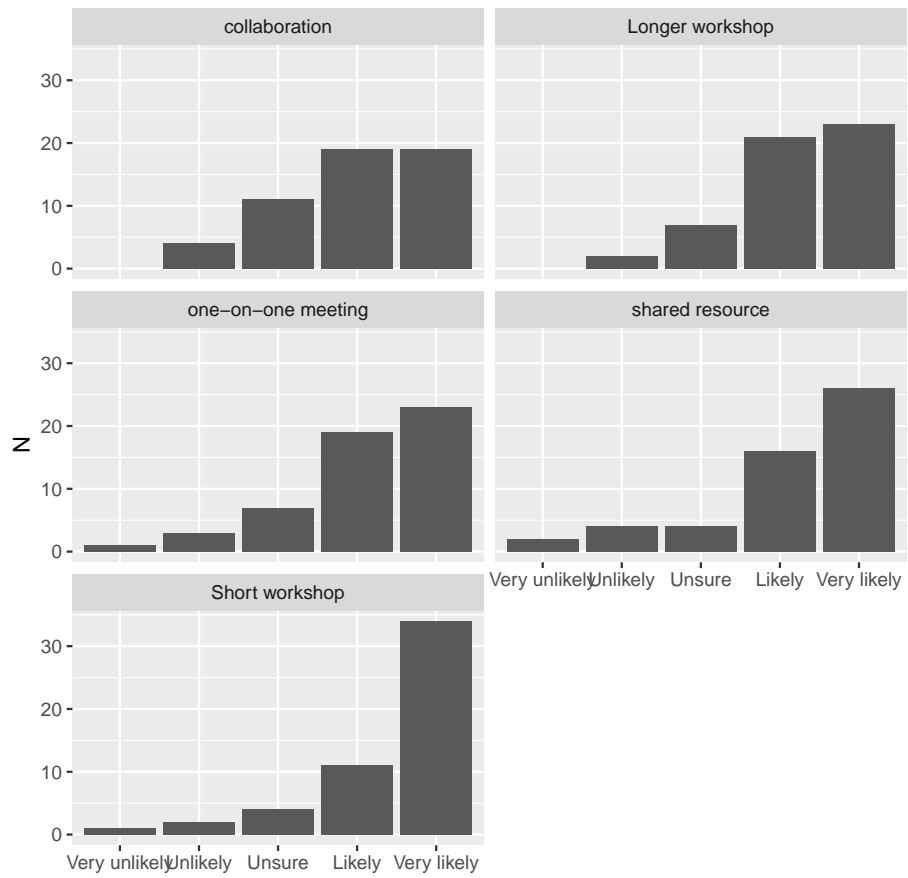 collaboration
Longer workshop
30
20
10
0
one−on−one meeting
shared resource
30
20
10
0
N
Very unlikely Unlikely Unsure Likely Very likely
Short workshop
30
20
10
0
Very unlikely Unlikely Unsure Likely Very likely